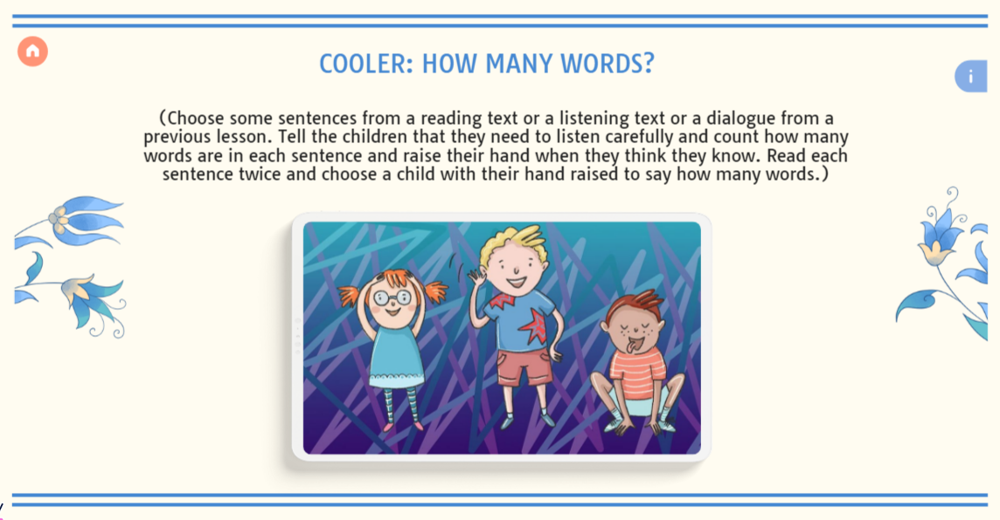 COOLER: HOW MANY WORDS?
i
(Choose some sentences from a reading text or a listening text or a dialogue from a
previous lesson. Tell the children that they need to listen carefully and count how many
words are in each sentence and raise their hand when they think they know. Read each
sentence twice and choose a child with their hand raised to say how many words.)